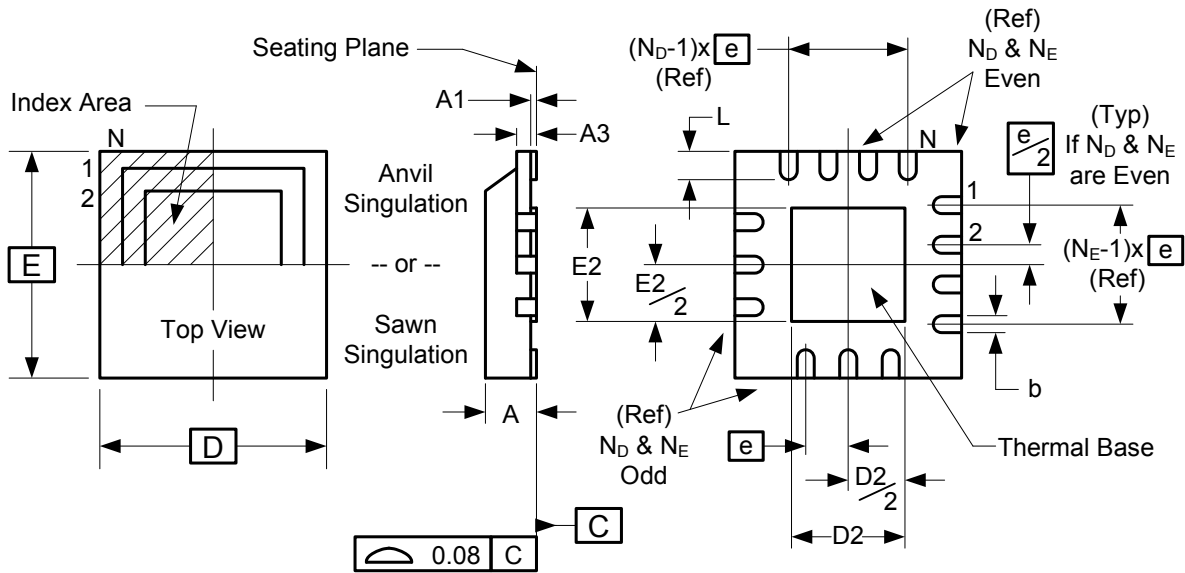 Seating Plane
Index Area
A1
A3
N
1
2
E
Top View
D
Anvil
Singulation
-- or --
Sawn
Singulation
A
0.08 C
C
(N_D-1)x e
(Ref)
(Ref)
N_D & N_E
Even
L
N
e/2
(Typ)
If N_D & N_E
are Even
1
2
(N_E-1)x e
(Ref)
E2
E2/2
b
(Ref)
N_D & N_E
Odd
e
Thermal Base
D2/2
D2